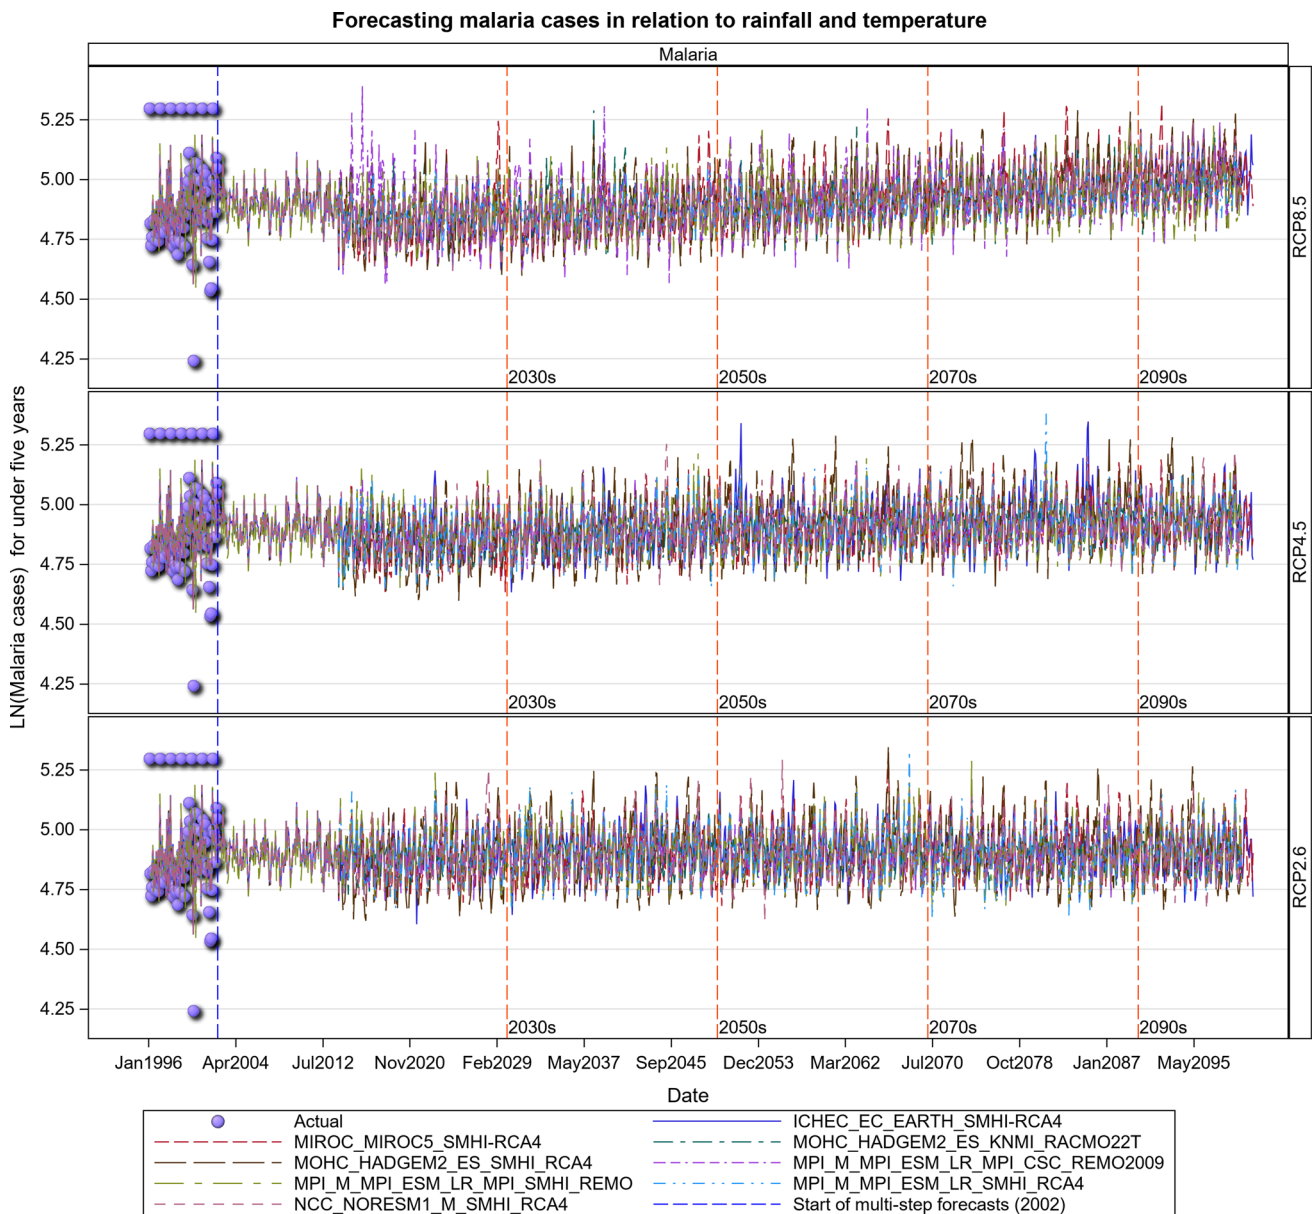 Forecasting malaria cases in relation to rainfall and temperature
Malaria
LN(Malaria cases) for under five years
5.25
5.00
4.75
4.50
4.25
2030s 2050s 2070s 2090s
RCP8.5
5.25
5.00
4.75
4.50
4.25
2030s 2050s 2070s 2090s
RCP4.5
5.25
5.00
4.75
4.50
4.25
2030s 2050s 2070s 2090s
RCP2.6
Jan1996 Apr2004 Jul2012 Nov2020 Feb2029 May2037 Sep2045 Dec2053 Mar2062 Jul2070 Oct2078 Jan2087 May2095
Date
Actual ICHEC_EC_EARTH_SMHI-RCA4
MIROC_MIROC5_SMHI-RCA4 MOHC_HADGEM2_ES_KNMI_RACMO22T
MOHC_HADGEM2_ES_SMHI_RCA4 MPI_M_MPI_ESM_LR_MPI_CSC_REMO2009
MPI_M_MPI_ESM_LR_MPI_SMHI_REMO MPI_M_MPI_ESM_LR_SMHI_RCA4
NCC_NORESM1_M_SMHI_RCA4 Start of multi-step forecasts (2002)